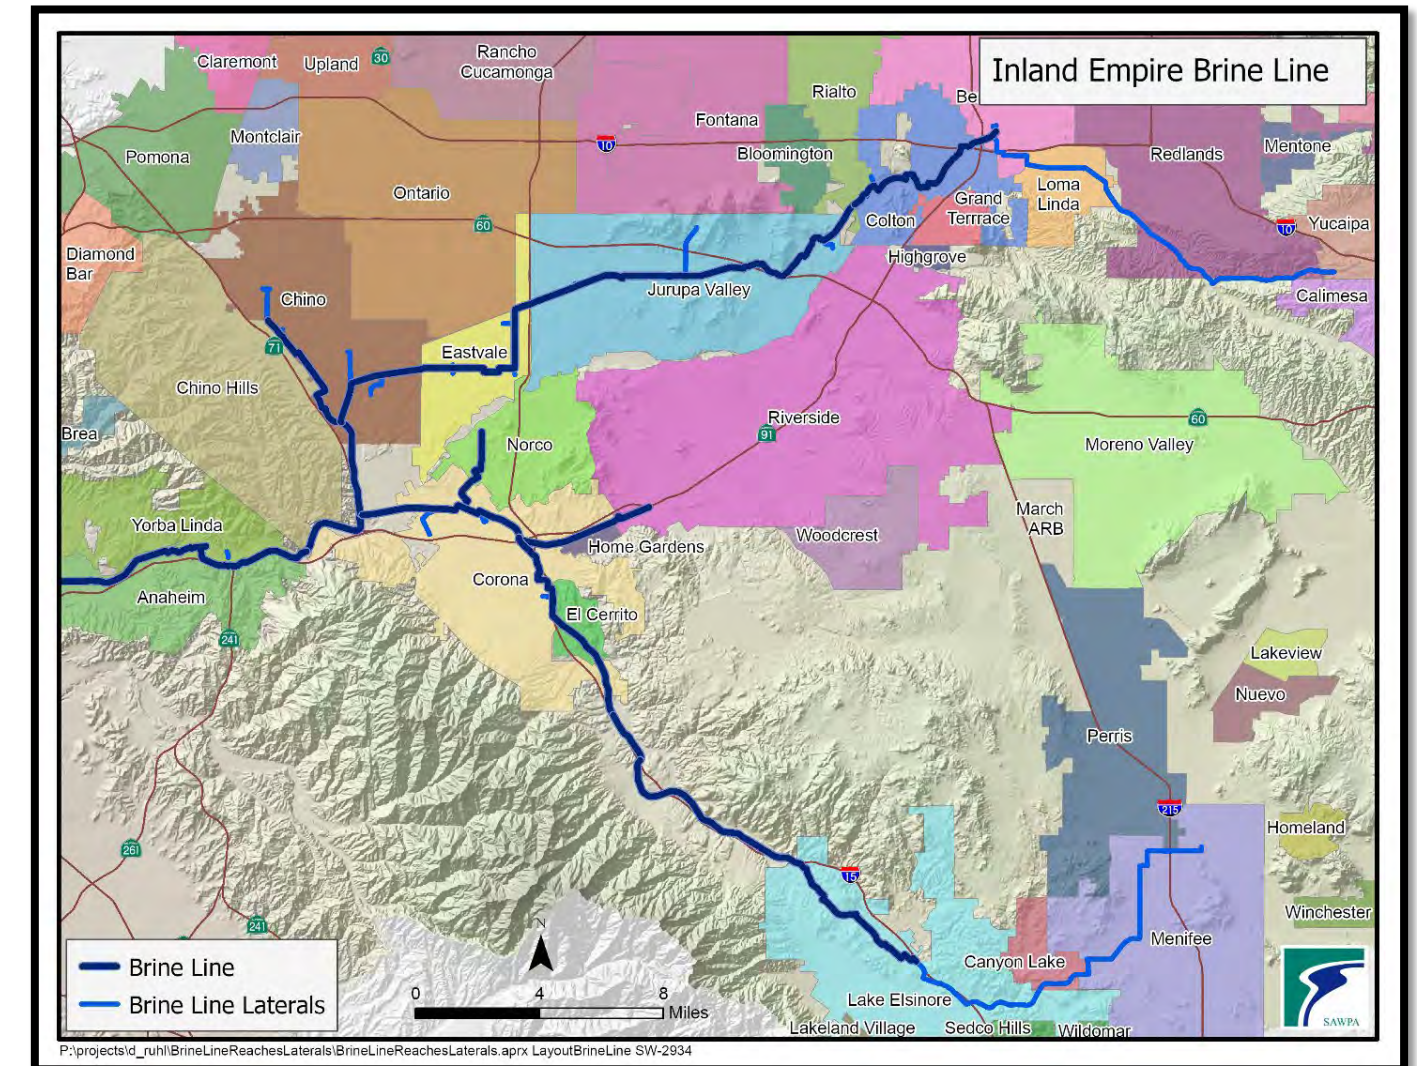 Inland Empire Brine Line
Claremont
Upland
30
Rancho
Cucamonga
Rialto
Be
Fontana
Montclair
10
Bloomington
Pomona
Redlands
Mentone
Ontario
Loma
Linda
Grand
Terrrace
Colton
60
10
Yucaipa
Diamond
Bar
Highgrove
Jurupa Valley
Calimesa
Chino
71
Eastvale
Chino Hills
Brea
Riverside
91
60
Norco
Moreno Valley
March
ARB
Yorba Linda
Woodcrest
Home Gardens
Corona
Anaheim
El Cerrito
241
Lakeview
Nuevo
Perris
215
Homeland
261
15
Winchester
241
Menifee
Canyon Lake
Lake Elsinore
Lakeland Village
Sedco Hills
Wildomar
Brine Line
Brine Line Laterals
N
0 4 8
Miles
SAWPA
P:\projects\d_ruhl\BrineLineReachesLaterals\BrineLineReachesLaterals.aprx LayoutBrineLine SW-2934